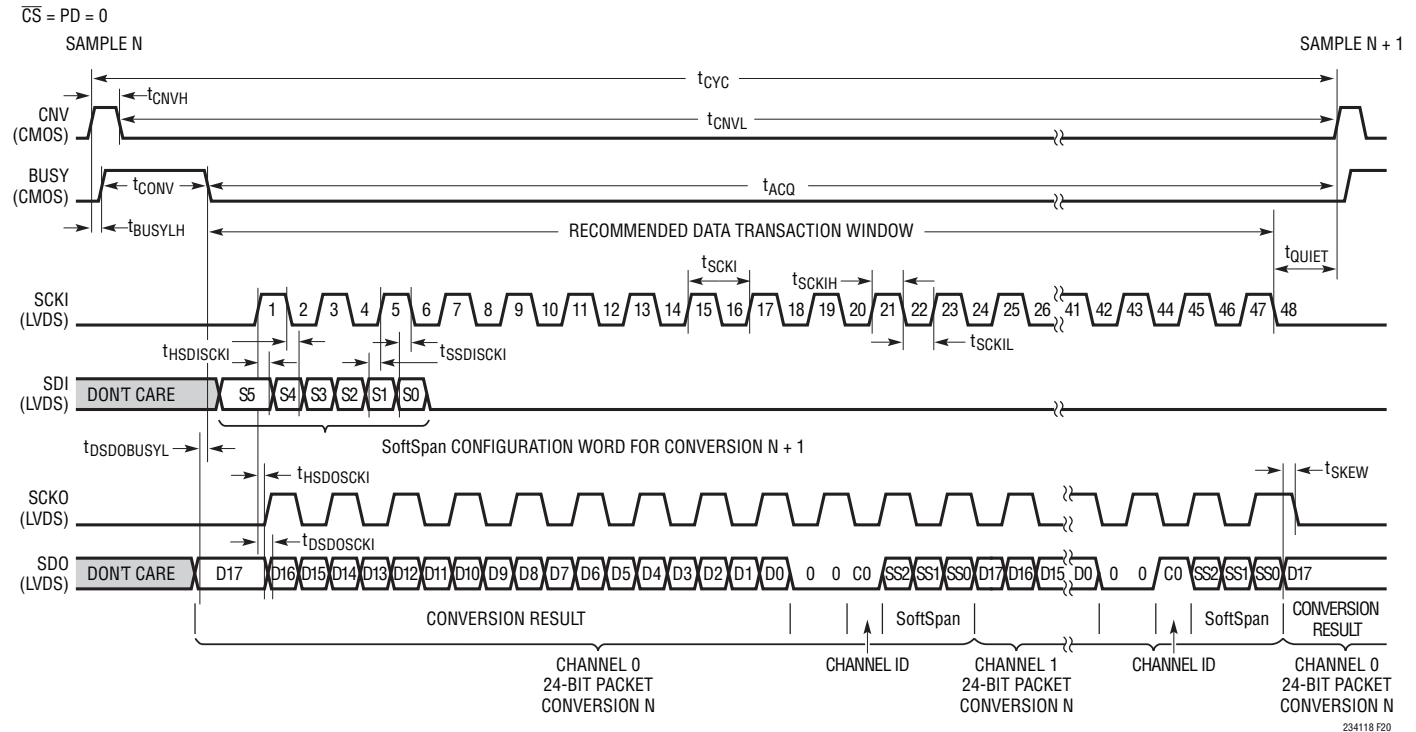 CS = PD = 0
SAMPLE N
SAMPLE N + 1
tCYC
tCNVH
CNV
(CMOS)
tCNVL
BUSY
(CMOS)
tCONV
tACQ
tBUSYLH
RECOMMENDED DATA TRANSACTION WINDOW
tQUIET
tSCKI
tSCKIH
SCKI
(LVDS)
1 2 3 4 5 6 7 8 9 10 11 12 13 14 15 16 17 18 19 20 21 22 23 24 25 26 41 42 43 44 45 46 47 48
tHSDISCKI
tSSDISCKI
tSCKIL
SDI
(LVDS)
DON'T CARE S5 S4 S3 S2 S1 S0
SoftSpan CONFIGURATION WORD FOR CONVERSION N + 1
tDSDOBUSYL
tHSDOSCKI
tSKEW
SCKO
(LVDS)
tDSDOSCKI
SDO
(LVDS)
DON'T CARE D17 D16 D15 D14 D13 D12 D11 D10 D9 D8 D7 D6 D5 D4 D3 D2 D1 D0 0 0 C0 SS2 SS1 SS0 D17 D16 D15 D0 0 0 C0 SS2 SS1 SS0 D17
CONVERSION RESULT
SoftSpan
SoftSpan
CONVERSION
RESULT
CHANNEL 0
24-BIT PACKET
CONVERSION N
CHANNEL ID
CHANNEL 1
24-BIT PACKET
CONVERSION N
CHANNEL ID
CHANNEL 0
24-BIT PACKET
CONVERSION N
234118 F20